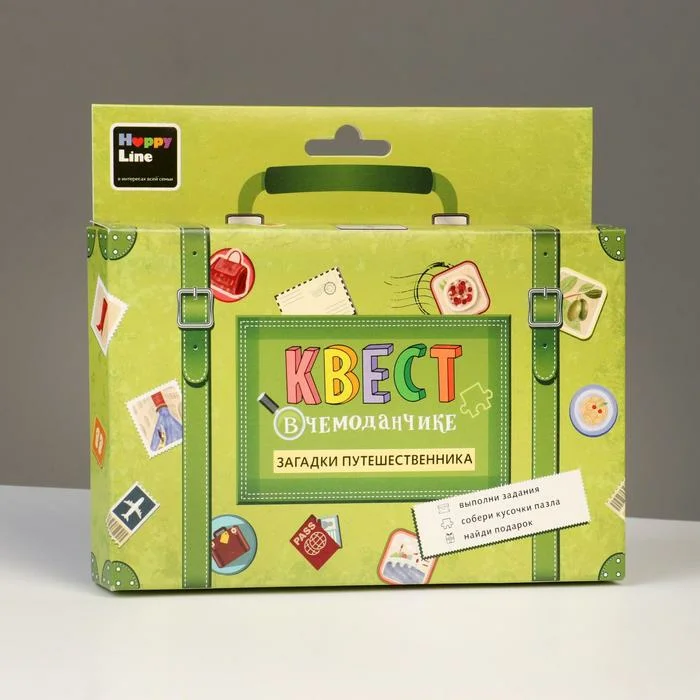 Happy
Line
в интересах всей семьи
КВЕСТ
В ЧЕМОДАНЧИКЕ
ЗАГАДКИ ПУТЕШЕСТВЕННИКА
PASS
выполни задания
собери кусочки пазла
найди подарок